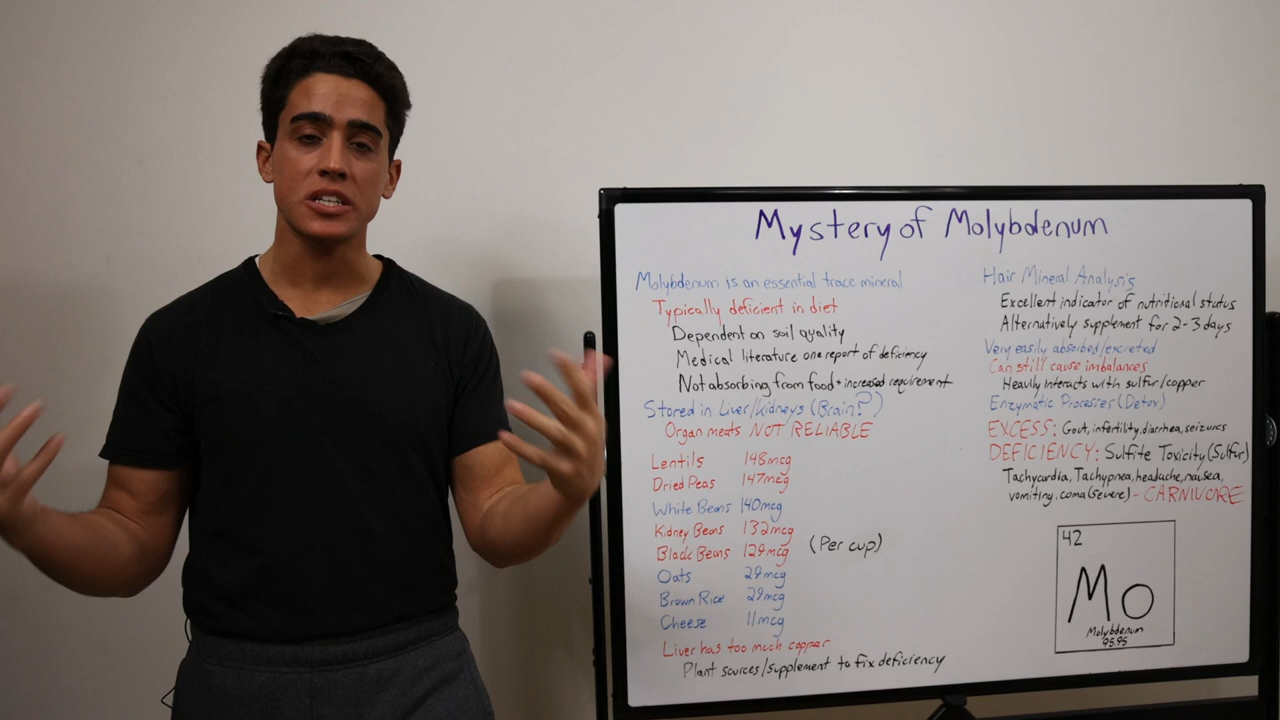 Mystery of Molybdenum
Molybdenum is an essential trace mineral
Typically deficient in diet
Dependent on soil quality
Medical literature one report of deficiency
Not absorbing from food + increased requirement
Stored in Liver/Kidneys (Brain?)
Organ meats NOT RELIABLE
Lentils 148mcg
Dried Peas 147mcg
White Beans 140mcg
Kidney Beans 132mcg
Black Beans 129mcg
(Per cup)
Oats 29mcg
Brown Rice 29mcg
Cheese 11mcg
Liver has too much copper
Plant sources/supplement to fix deficiency
Hair Mineral Analysis
Excellent indicator of nutritional status
Alternatively supplement for 2-3 days
Very easily absorbed/excreted
Can still cause imbalances
Heavily interacts with sulfur/copper
Enzymatic Processes (Detox)
EXCESS: Gout, infertility, diarrhea, seizures
DEFICIENCY: Sulfite Toxicity (Sulfur)
Tachycardia, Tachypnea, headache, nausea,
vomiting, coma (severe) - CARNIVORE
42
Mo
Molybdenum
95.95